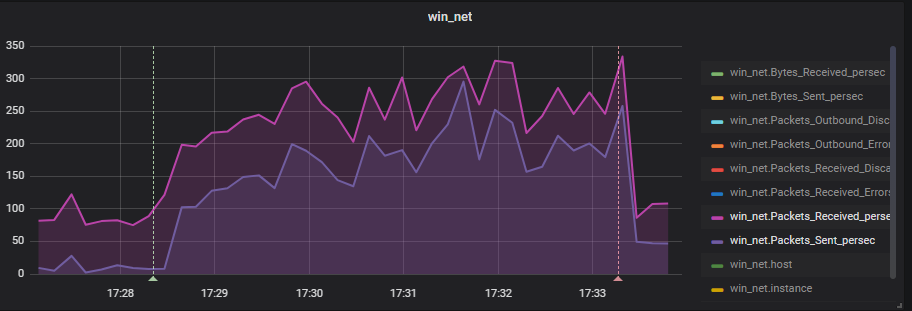 win_net
350
300
250
200
150
100
50
0
17:28
17:29
17:30
17:31
17:32
17:33
win_net.Bytes_Received_persec
win_net.Bytes_Sent_persec
win_net.Packets_Outbound_Disc
win_net.Packets_Outbound_Error
win_net.Packets_Received_Disca
win_net.Packets_Received_Errors
win_net.Packets_Received_perse
win_net.Packets_Sent_persec
win_net.host
win_net.instance